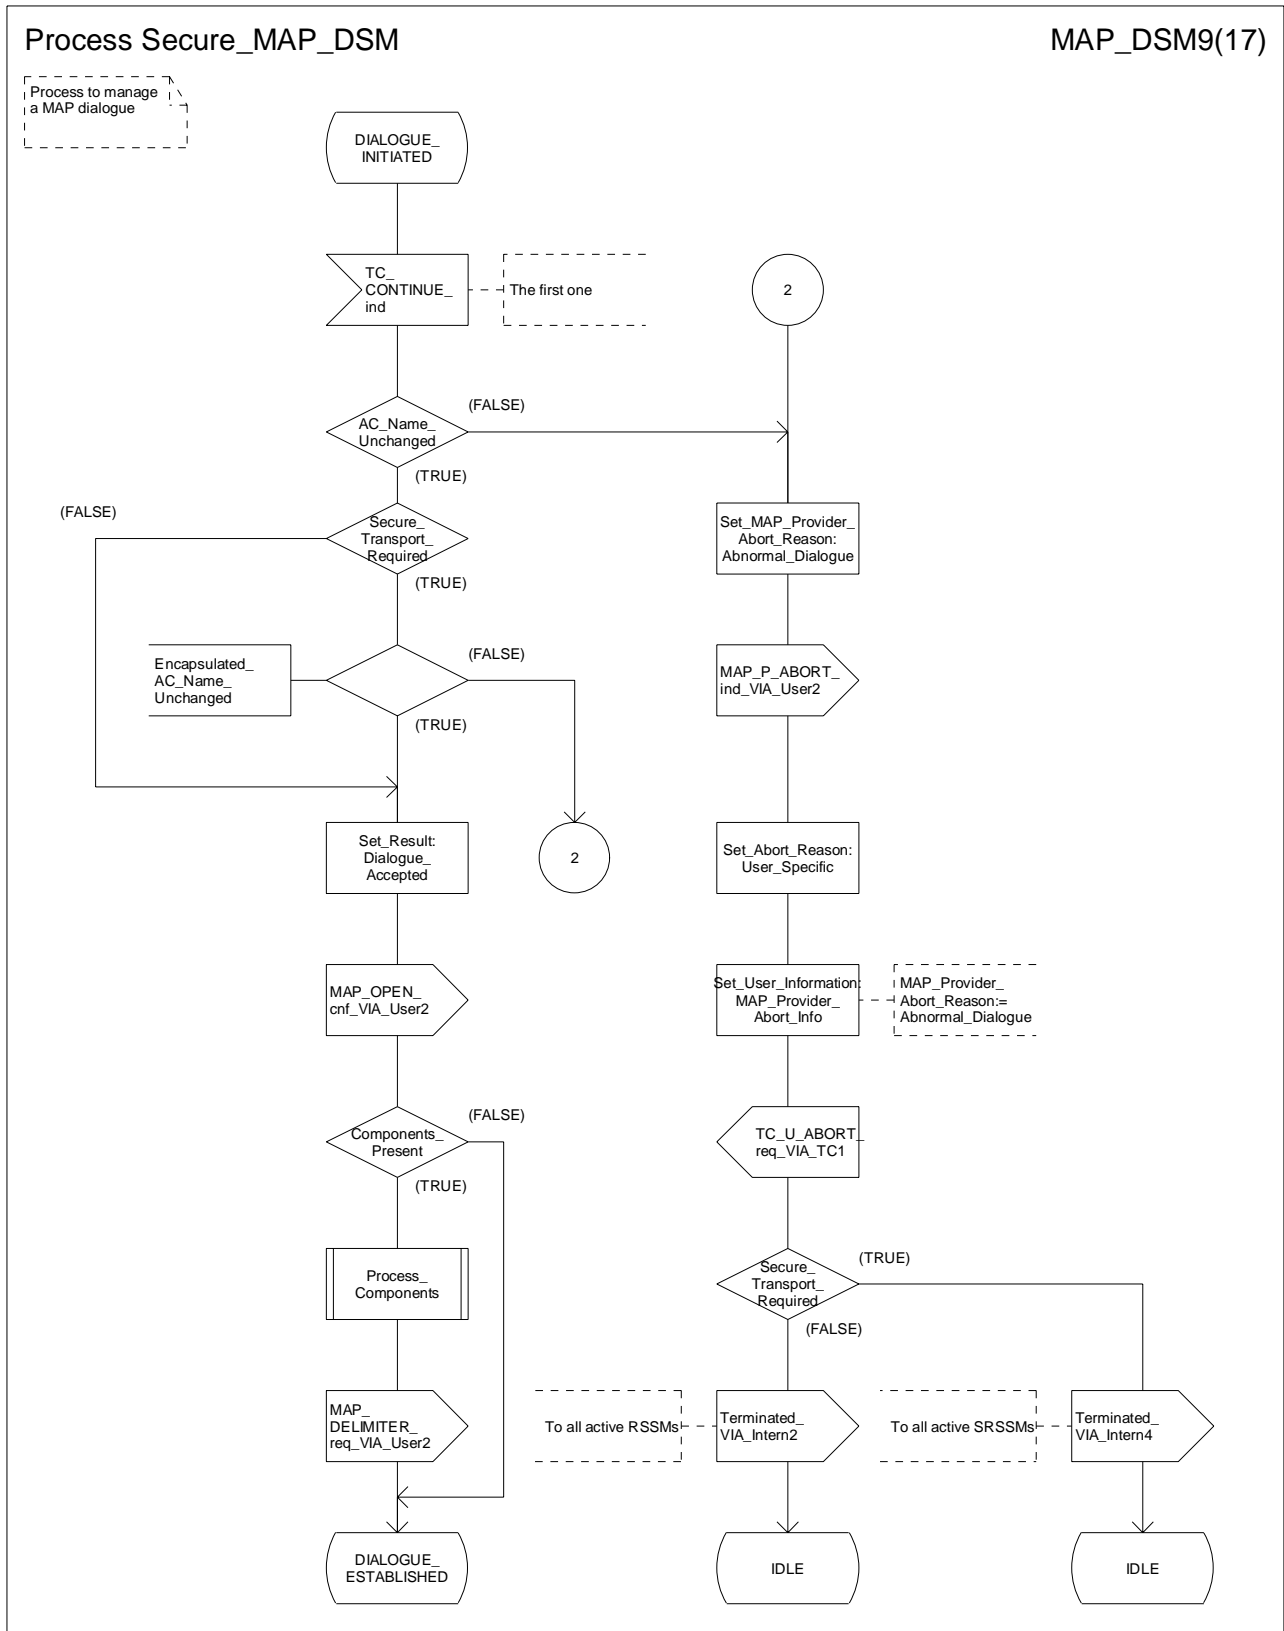 Process Secure_MAP_DSM
MAP_DSM9(17)
Process to manage
a MAP dialogue
DIALOGUE_
INITIATED
TC_
CONTINUE_
ind
The first one
2
AC_Name_
Unchanged
(FALSE)
(TRUE)
(FALSE)
Secure_
Transport_
Required
(TRUE)
Set_MAP_Provider_
Abort_Reason:
Abnormal_Dialogue
Encapsulated_
AC_Name_
Unchanged
(FALSE)
(TRUE)
MAP_P_ABORT_
ind_VIA_User2
Set_Result:
Dialogue_
Accepted
2
Set_Abort_Reason:
User_Specific
MAP_OPEN_
cnf_VIA_User2
Set_User_Information:
MAP_Provider_
Abort_Info
MAP_Provider_
Abort_Reason:=
Abnormal_Dialogue
Components_
Present
(FALSE)
(TRUE)
TC_U_ABORT_
req_VIA_TC1
Process_
Components
Secure_
Transport_
Required
(TRUE)
(FALSE)
MAP_
DELIMITER_
req_VIA_User2
To all active RSSMs
Terminated_
VIA_Intern2
To all active SRSSMs
Terminated_
VIA_Intern4
DIALOGUE_
ESTABLISHED
IDLE
IDLE